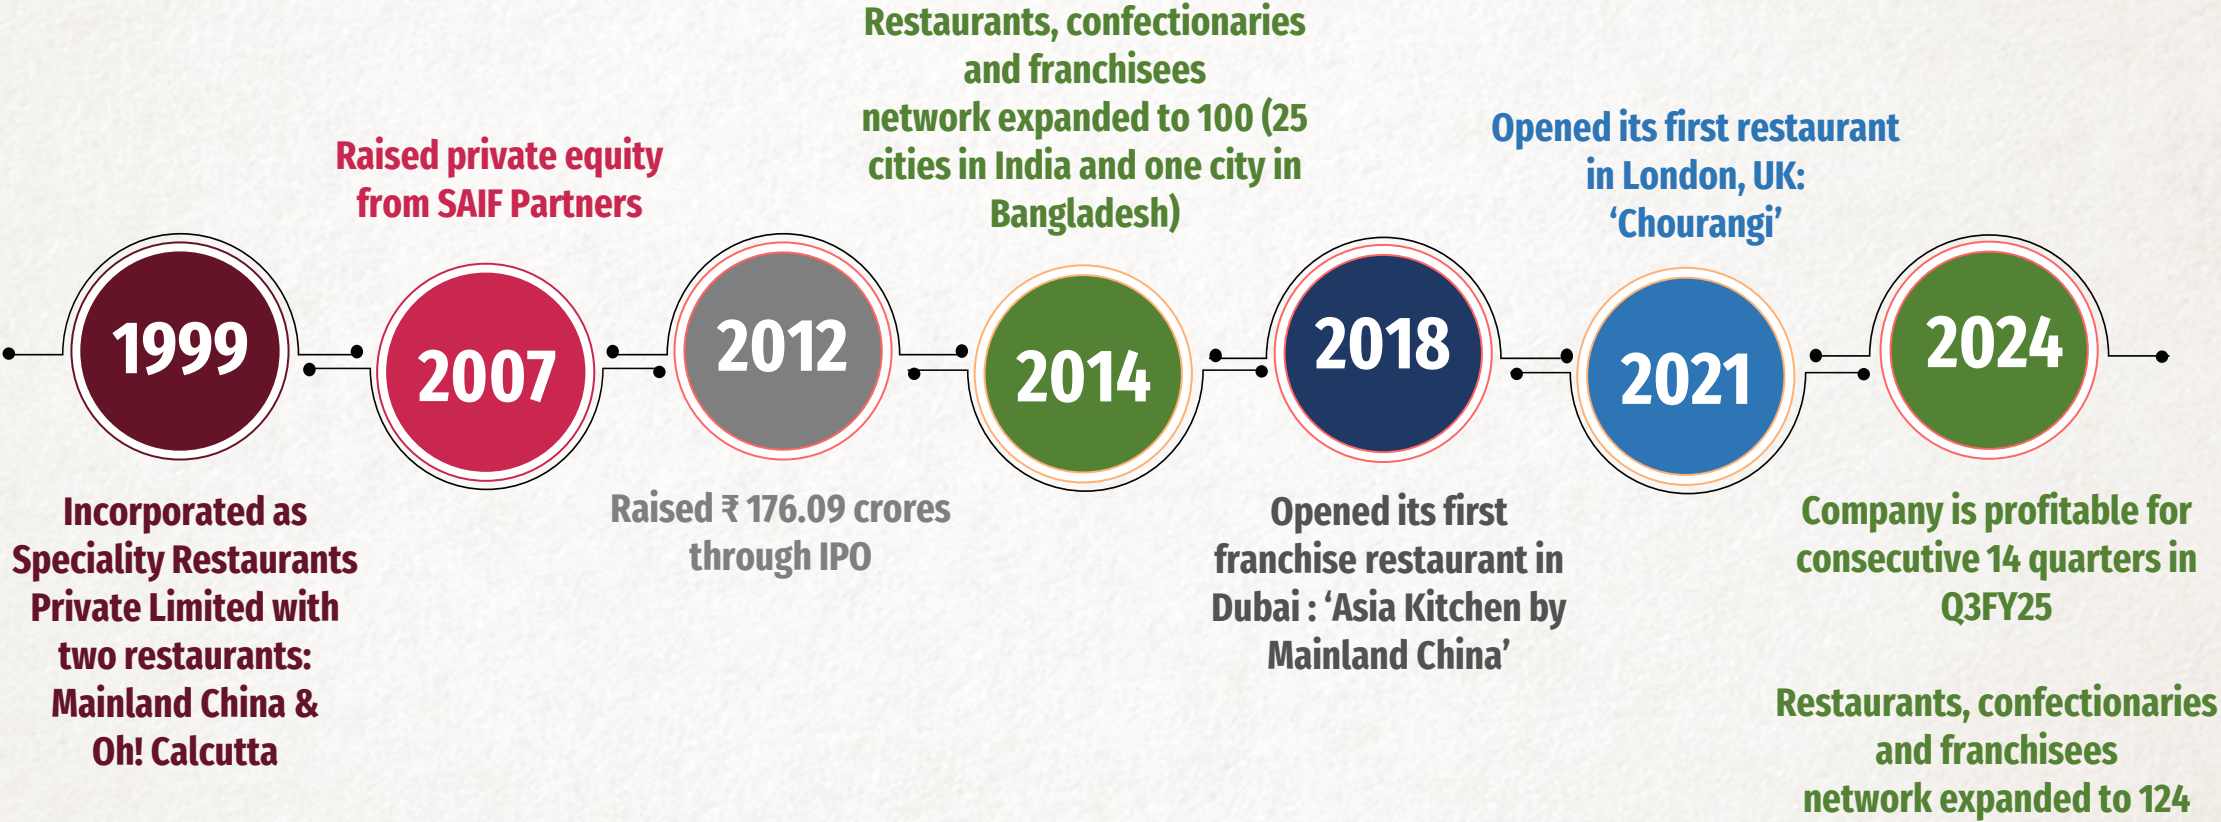 1999
Incorporated as
Speciality Restaurants
Private Limited with
two restaurants:
Mainland China &
Oh! Calcutta
Raised private equity
from SAIF Partners
2007
2012
Raised ₹ 176.09 crores
through IPO
Restaurants, confectionaries
and franchisees
network expanded to 100 (25
cities in India and one city in
Bangladesh)
2014
2018
Opened its first
franchise restaurant in
Dubai : ‘Asia Kitchen by
Mainland China’
Opened its first restaurant
in London, UK:
‘Chourangi’
2021
2024
Company is profitable for
consecutive 14 quarters in
Q3FY25
Restaurants, confectionaries
and franchisees
network expanded to 124